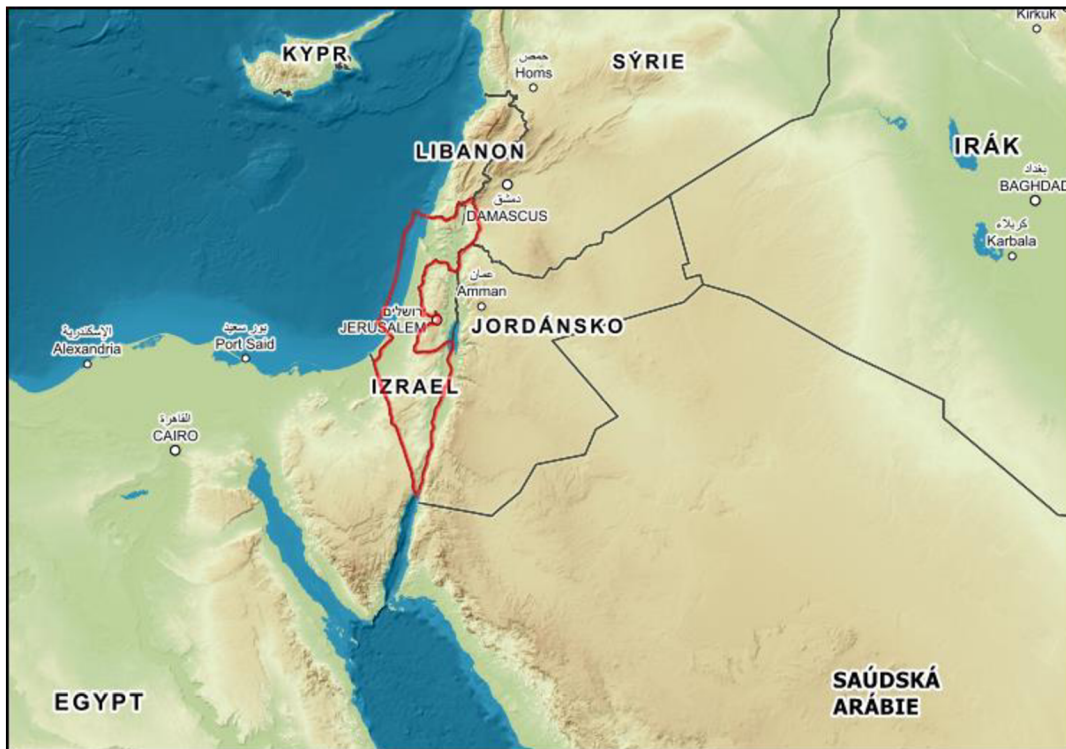 Kirkuk
KYPR
حمص
Homs
SÝRIE
LIBANON
IRÁK
بغداد
BAGHDAD
دمشق
DAMASCUS
كربلاء
Karbala
عمان
Amman
ירושלים
JERUSALEM
JORDÁNSKO
الإسكندرية
Alexandria
بور سعيد
Port Said
IZRAEL
القاهرة
CAIRO
EGYPT
SAÚDSKÁ
ARÁBIE